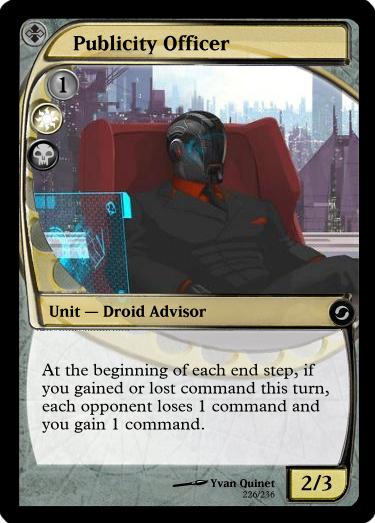 Publicity Officer
1
Unit — Droid Advisor
At the beginning of each end step, if
you gained or lost command this turn,
each opponent loses 1 command and
you gain 1 command.
Yvan Quinet
226/236
2/3